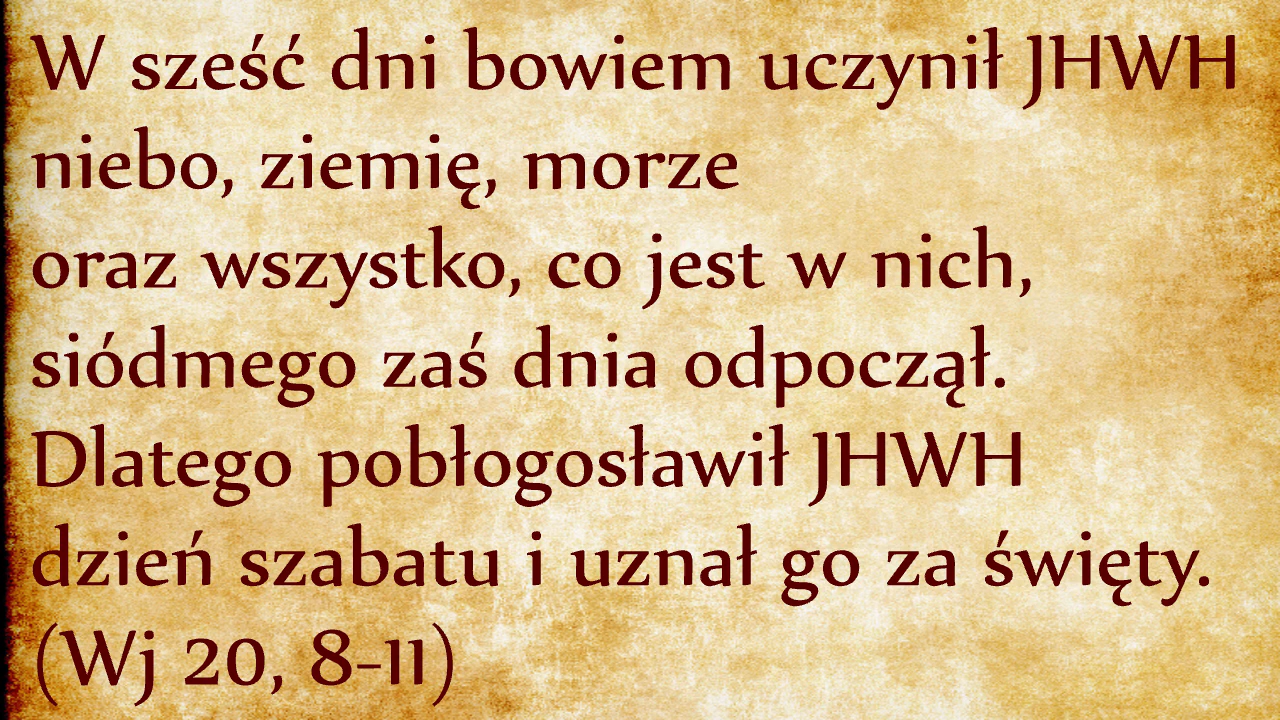 W sześć dni bowiem uczynił JHWH
niebo, ziemię, morze
oraz wszystko, co jest w nich,
siódmego zaś dnia odpoczął.
Dlatego pobłogosławił JHWH
dzień szabatu i uznał go za święty.
(Wj 20, 8-11)